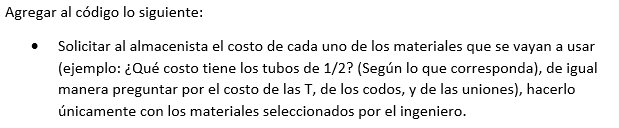 Agregar al código lo siguiente:
• Solicitar al almacenista el costo de cada uno de los materiales que se vayan a usar
(ejemplo: ¿Qué costo tiene los tubos de 1/2? (Según lo que corresponda), de igual
manera preguntar por el costo de las T, de los codos, y de las uniones), hacerlo
únicamente con los materiales seleccionados por el ingeniero.